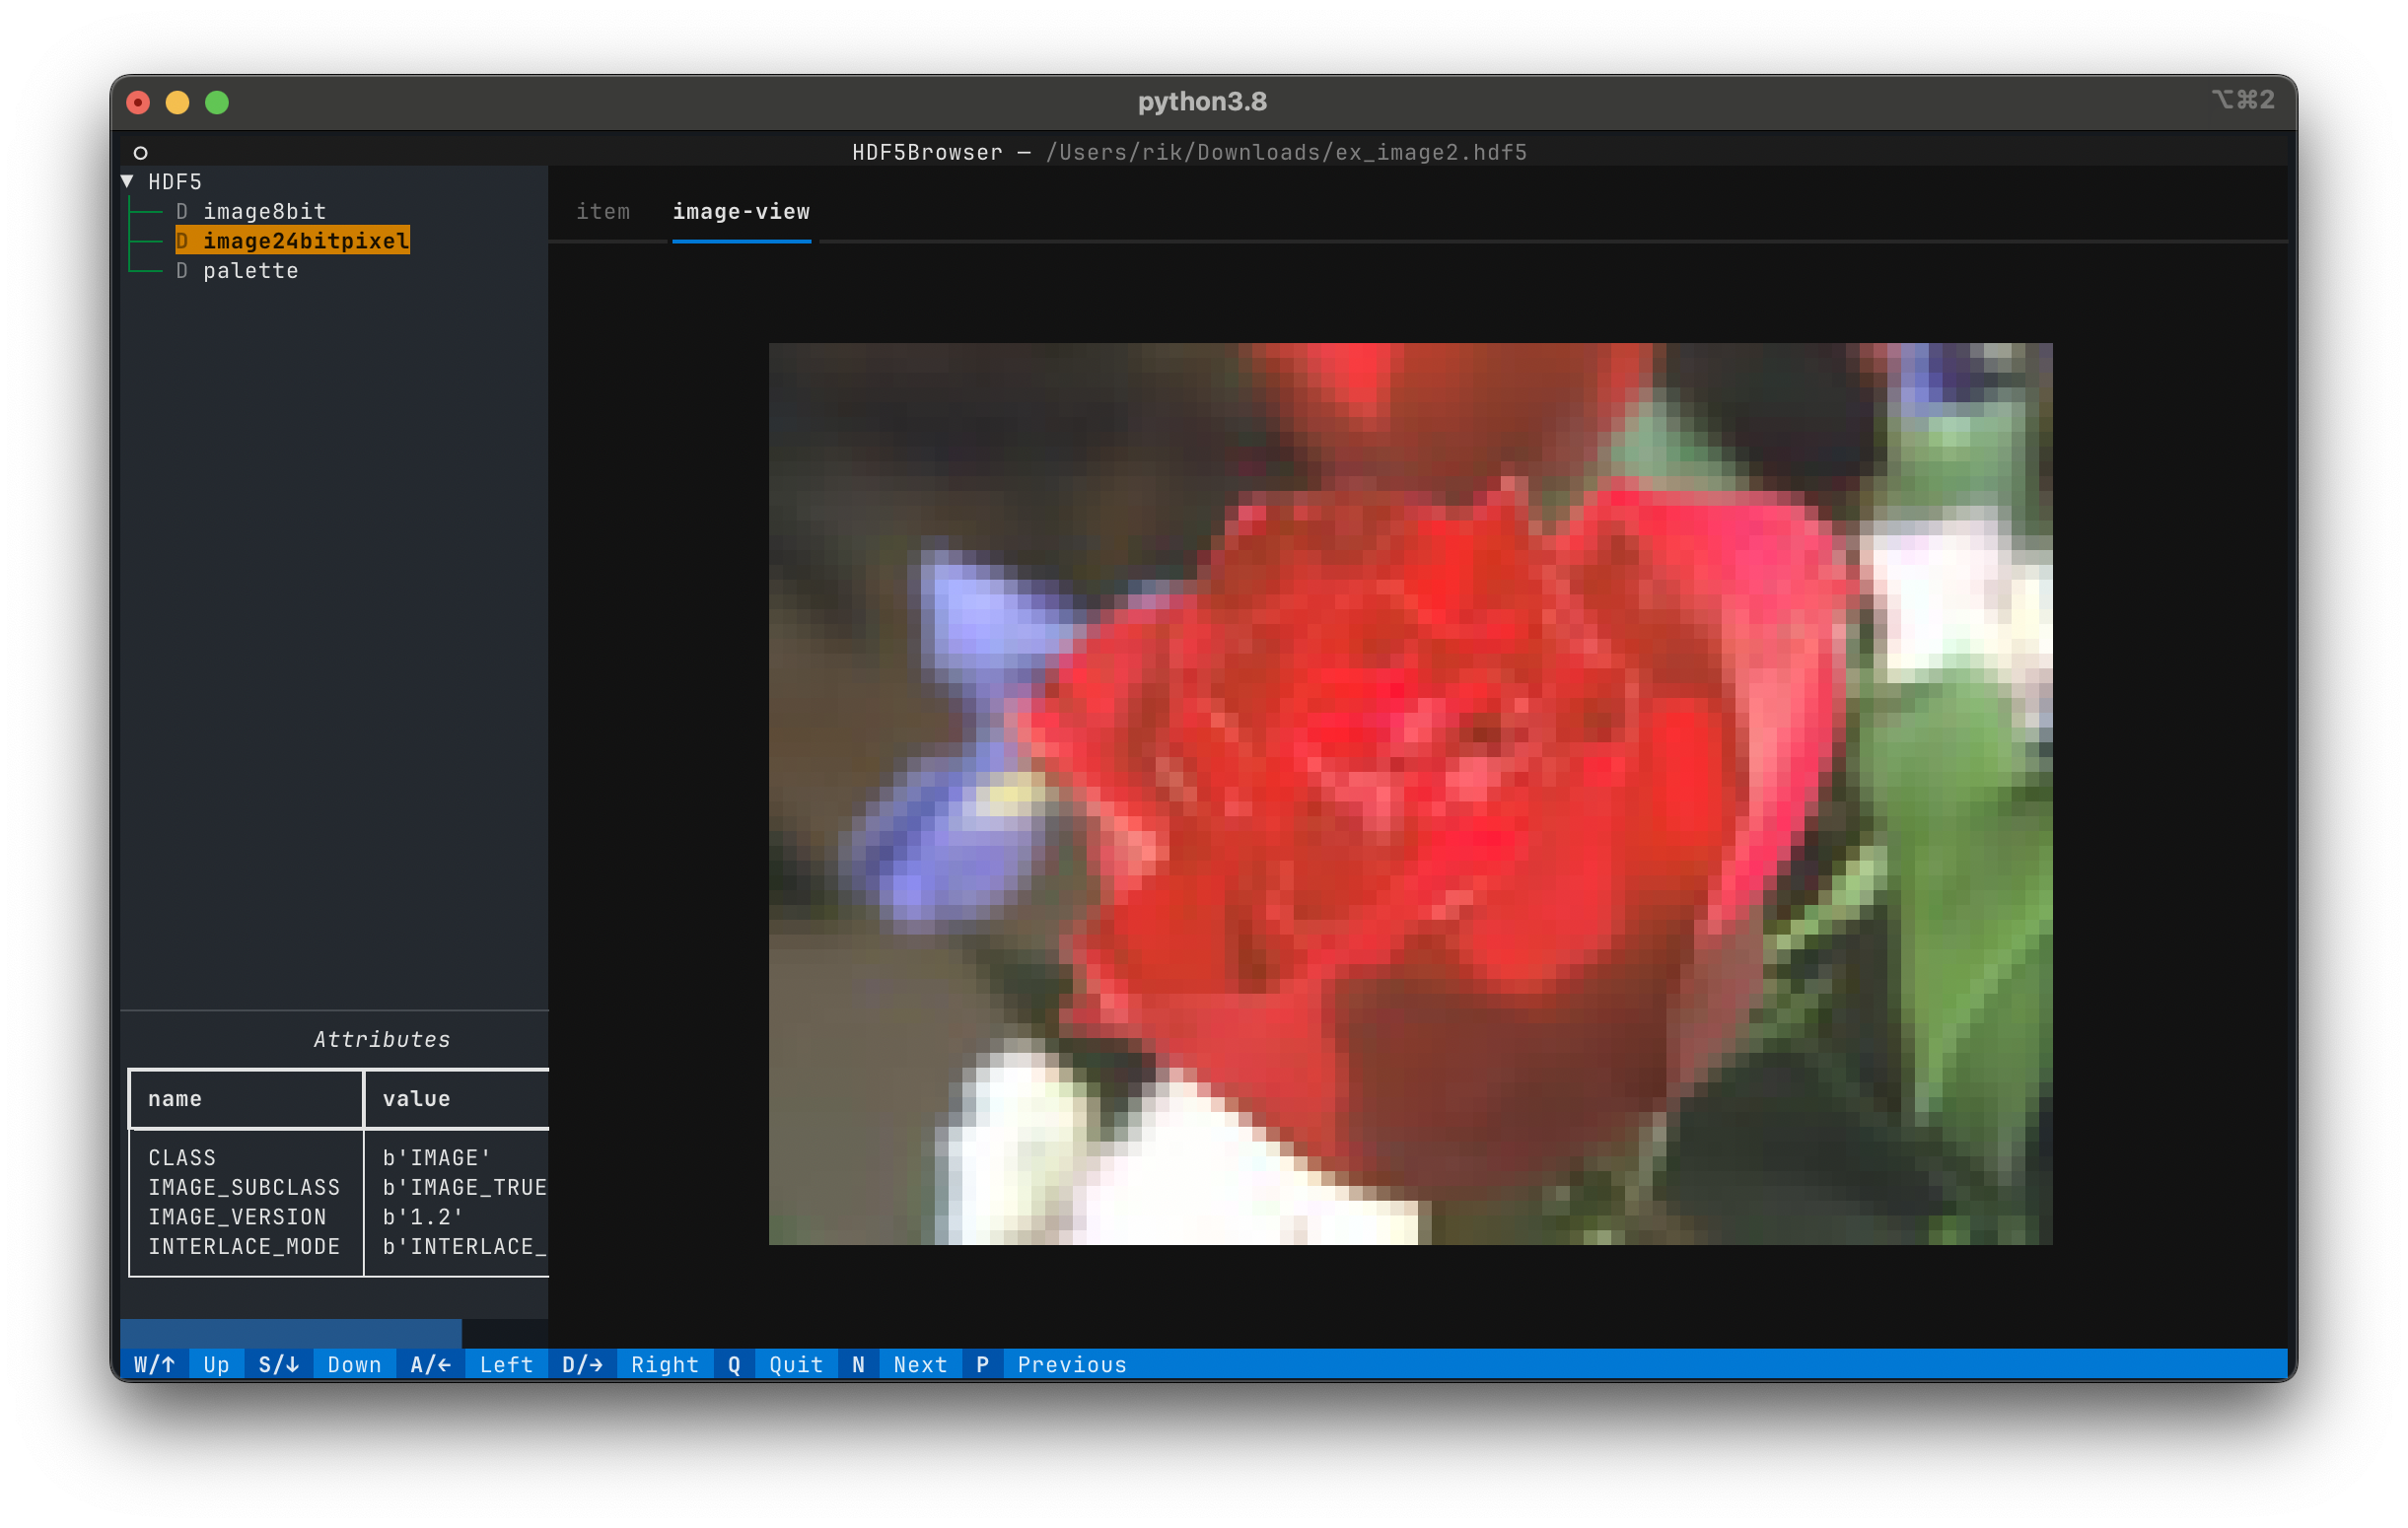 python3.8
⌥⌘2
HDF5Browser — /Users/rik/Downloads/ex_image2.hdf5
▼ HDF5
D image8bit
D image24bitpixel
D palette
item image-view
Attributes
name value
CLASS b'IMAGE'
IMAGE_SUBCLASS b'IMAGE_TRUE
IMAGE_VERSION b'1.2'
INTERLACE_MODE b'INTERLACE_
W/↑ Up S/↓ Down A/← Left D/→ Right Q Quit N Next P Previous